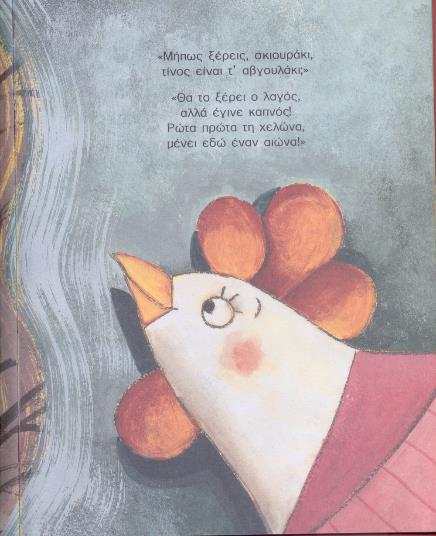 «Μήπως ξέρεις, σκιουράκι,
τίνος είναι τ' αβγουλάκι;»
«Θα το ξέρει ο λαγός,
αλλά έγινε καπνός!
Ρώτα πρώτα τη χελώνα,
μένει εδώ έναν αιώνα!»